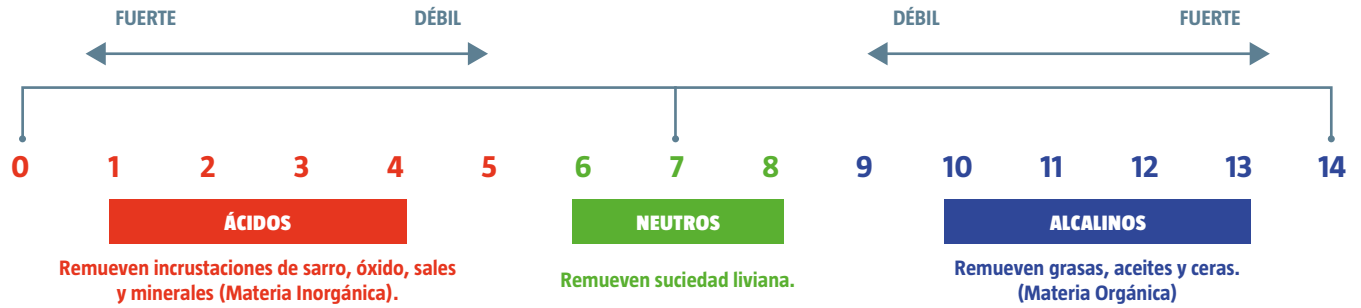 FUERTE DÉBIL DÉBIL FUERTE
0 1 2 3 4 5 6 7 8 9 10 11 12 13 14
ÁCIDOS NEUTROS ALCALINOS
Remueven incrustaciones de sarro, óxido, sales
y minerales (Materia Inorgánica).
Remueven suciedad liviana.
Remueven grasas, aceites y ceras.
(Materia Orgánica)